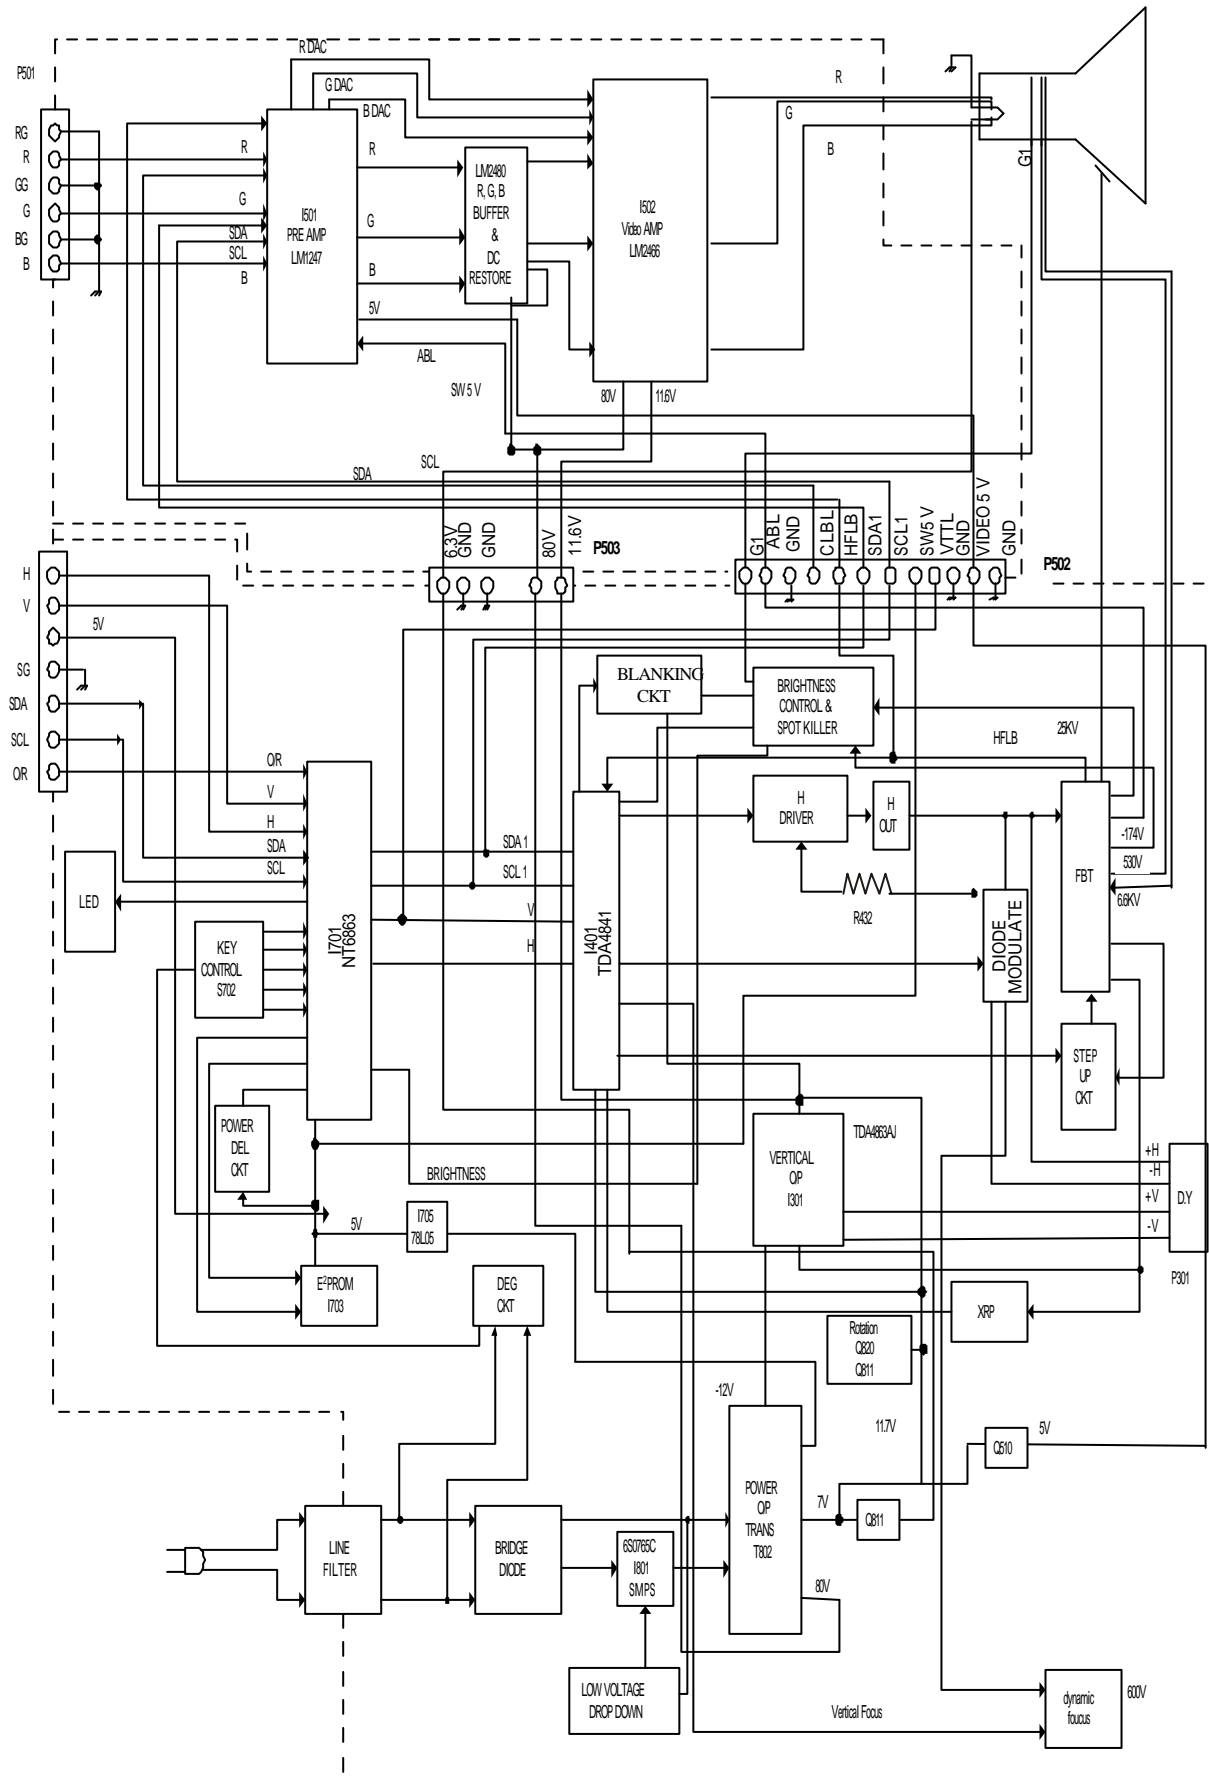 P501
RG
R
GG
G
BG
B
R DAC
G DAC
B DAC
R
G
SDA
SCL
B
I501
PRE AMP
LM1247
R
G
B
5V
ABL
LM2480
R, G, B
BUFFER
&
DC
RESTORE
I502
Video AMP
LM2466
R
G
B
G1
SW 5 V
80V
11.6V
SCL
SDA
6.3V
GND
GND
80V
11.6V
P503
G1
ABL
GND
CLBL
HFLB
SDA1
SCL1
SW5 V
VTTL
GND
VIDEO 5 V
GND
P502
H
V
5V
SG
SDA
SCL
O/R
BLANKING
CKT
BRIGHTNESS
CONTROL &
SPOT KILLER
HFLB
25KV
O/R
V
H
SDA
SCL
LED
KEY
CONTROL
S702
I701
NT6863
SDA 1
SCL 1
V
H
I401
TDA4841
H
DRIVER
H
OUT
R432
DIODE
MODULATE
FBT
-174V
530V
6.6KV
STEP
UP
CKT
POWER
DEL
CKT
BRIGHTNESS
5V
I705
78L05
E²PROM
I703
DEG
CKT
TDA4863AJ
VERTICAL
O/P
I301
+H
-H
+V
-V
D.Y
P301
XRP
Rotation
Q820
Q811
-12V
11.7V
Q510
5V
LINE
FILTER
BRIDGE
DIODE
6S0765C
I801
SMPS
POWER
O/P
TRANS
T802
7V
Q811
80V
LOW VOLTAGE
DROP DOWN
Vertical Focus
dynamic
foucus
600V